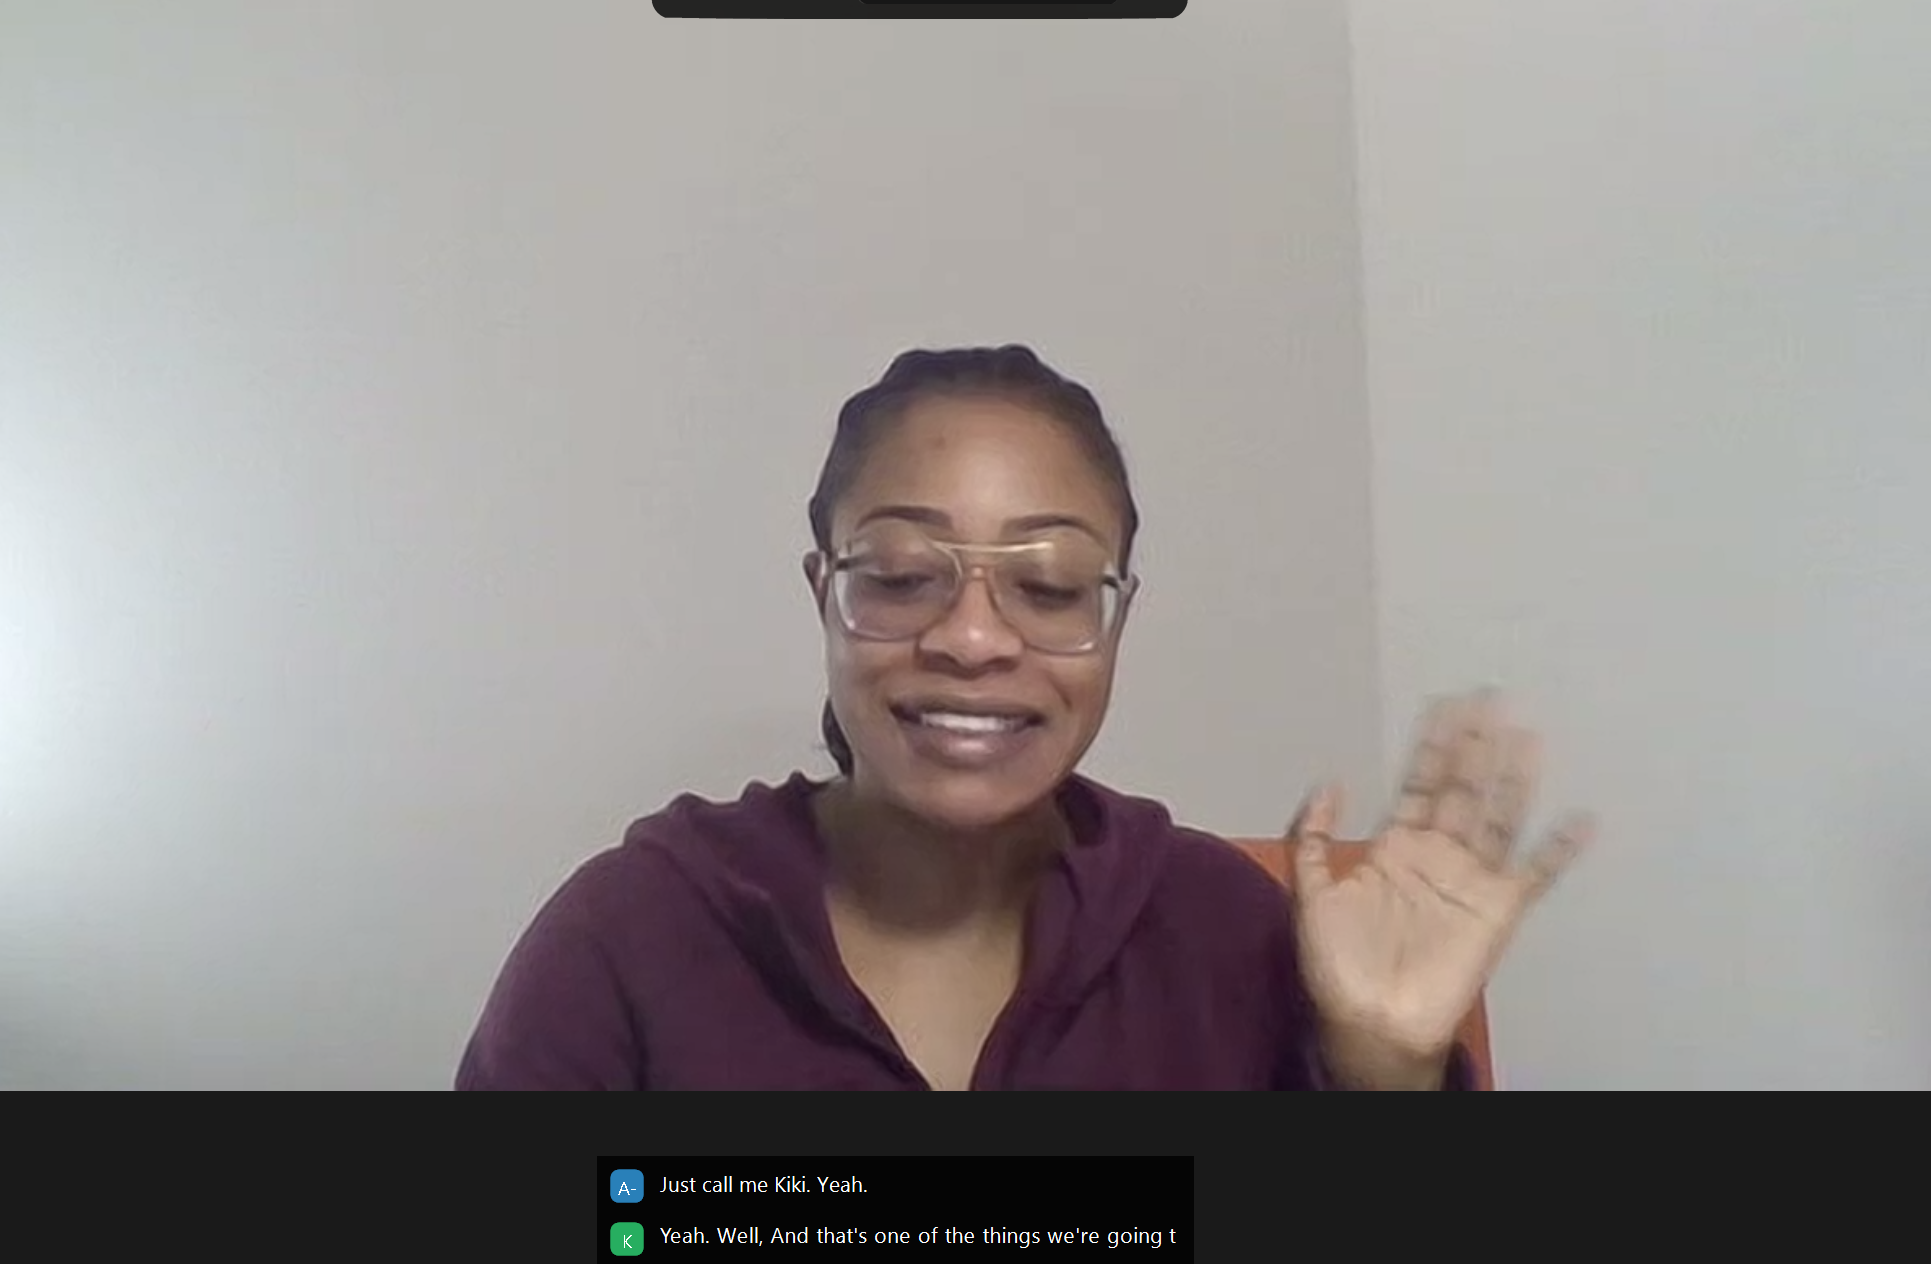 A- Just call me Kiki. Yeah.
K Yeah. Well, And that's one of the things we're going t